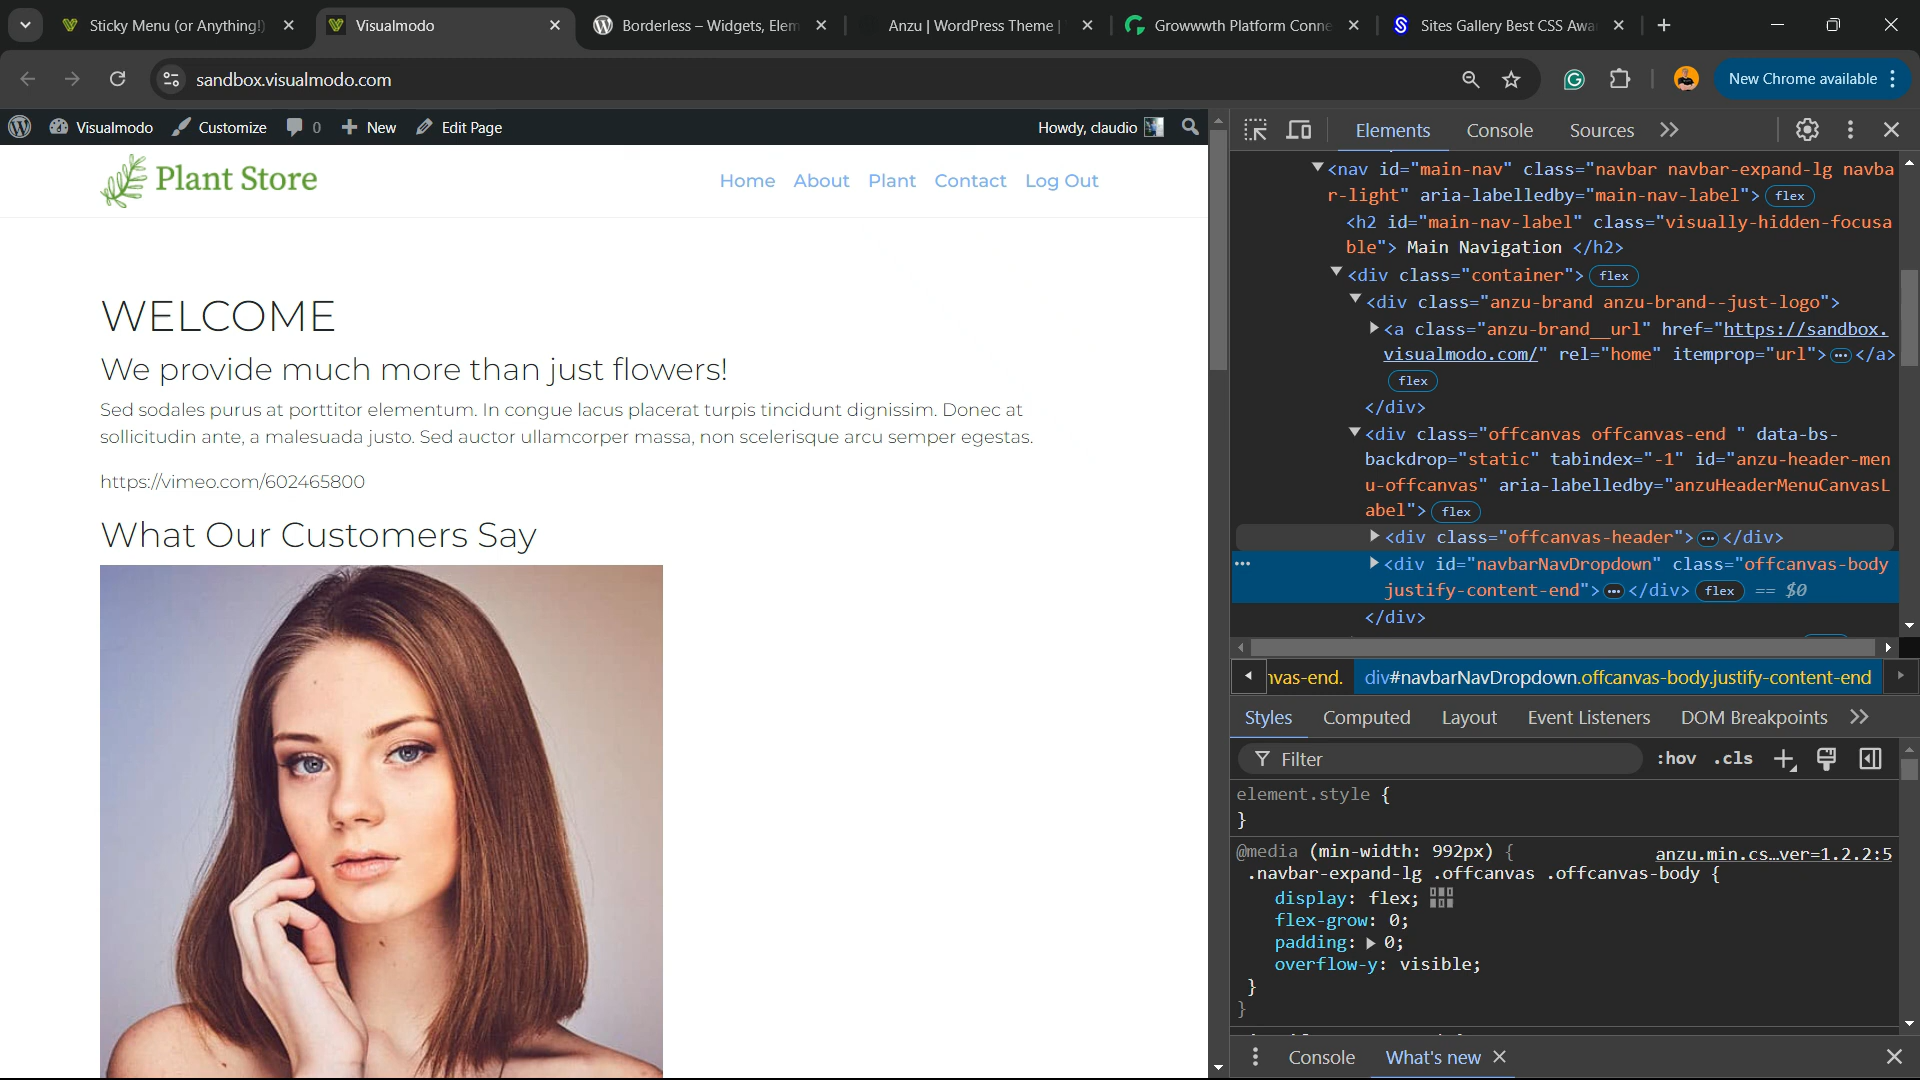 Sticky Menu (or Anything!)
Visualmodo
Borderless – Widgets, Elem
Anzu | WordPress Theme |
Growwwth Platform Conne
Sites Gallery Best CSS Awa
sandbox.visualmodo.com
New Chrome available
Visualmodo
Customize
0
New
Edit Page
Howdy, claudio
Plant Store
Home
About
Plant
Contact
Log Out
WELCOME
We provide much more than just flowers!
Sed sodales purus at porttitor elementum. In congue lacus placerat turpis tincidunt dignissim. Donec at
sollicitudin ante, a malesuada justo. Sed auctor ullamcorper massa, non scelerisque arcu semper egestas.
https://vimeo.com/602465800
What Our Customers Say
Elements
Console
Sources
<nav id="main-nav" class="navbar navbar-expand-lg navba
r-light" aria-labelledby="main-nav-label"> flex
<h2 id="main-nav-label" class="visually-hidden-focusa
ble"> Main Navigation </h2>
<div class="container"> flex
<div class="anzu-brand anzu-brand--just-logo">
<a class="anzu-brand__url" href="https://sandbox.
visualmodo.com/" rel="home" itemprop="url"> … </a>
flex
</div>
<div class="offcanvas offcanvas-end " data-bs-
backdrop="static" tabindex="-1" id="anzu-header-men
u-offcanvas" aria-labelledby="anzuHeaderMenuCanvasL
abel"> flex
<div class="offcanvas-header"> … </div>
<div id="navbarNavDropdown" class="offcanvas-body
justify-content-end"> … </div> flex == $0
</div>
vas-end.
div#navbarNavDropdown.offcanvas-body.justify-content-end
Styles
Computed
Layout
Event Listeners
DOM Breakpoints
Filter
:hov
.cls
element.style {
}
@media (min-width: 992px) {
anzu.min.cs…ver=1.2.2:5
.navbar-expand-lg .offcanvas .offcanvas-body {
display: flex;
flex-grow: 0;
padding: 0;
overflow-y: visible;
}
}
Console
What's new